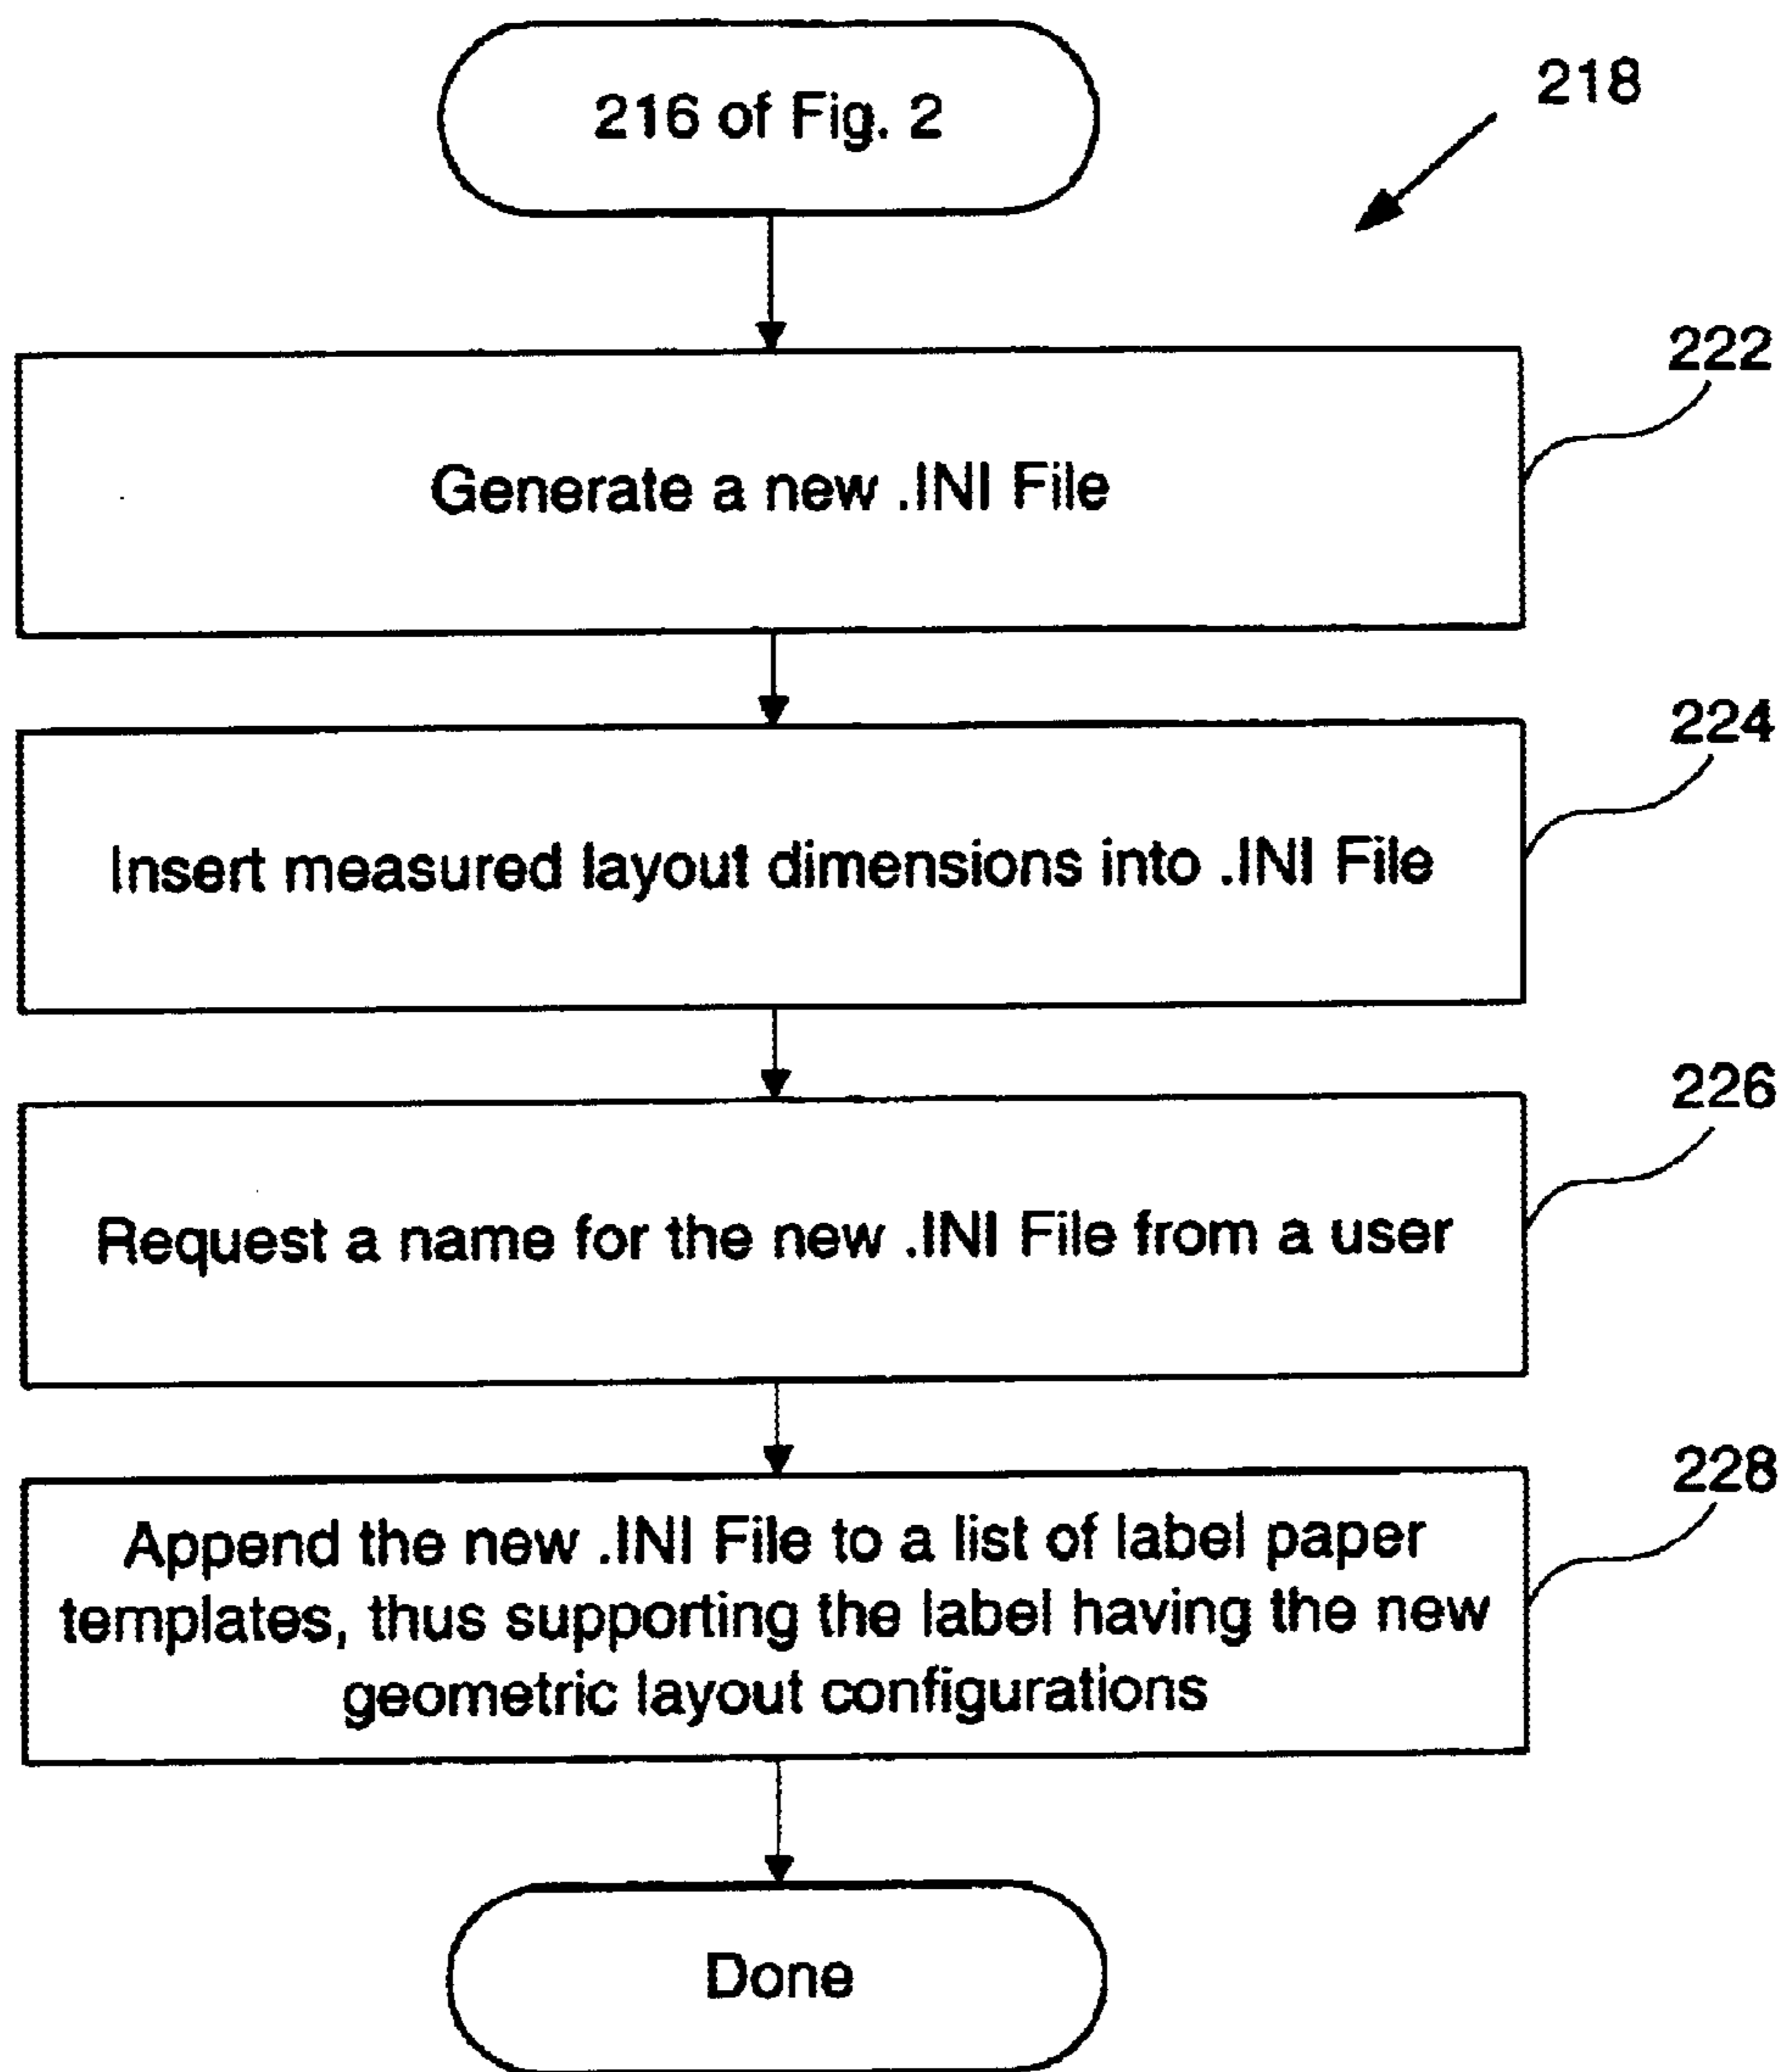 216 of Fig. 2
218
222
Generate a new .INI File
224
Insert measured layout dimensions into .INI File
226
Request a name for the new .INI File from a user
228
Append the new .INI File to a list of label paper
templates, thus supporting the label having the new
geometric layout configurations
Done